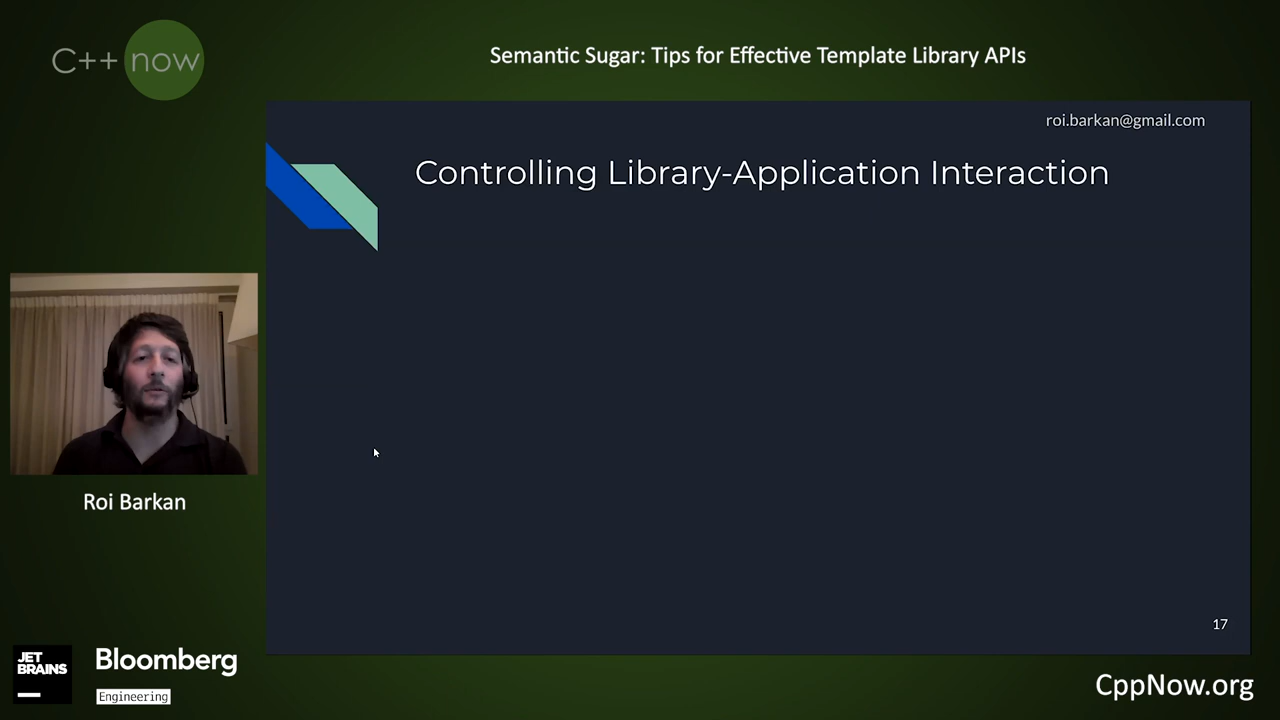 C++ now
Semantic Sugar: Tips for Effective Template Library APIs
roi.barkan@gmail.com
Controlling Library-Application Interaction
Roi Barkan
17
JET
BRAINS
Bloomberg
Engineering
CppNow.org